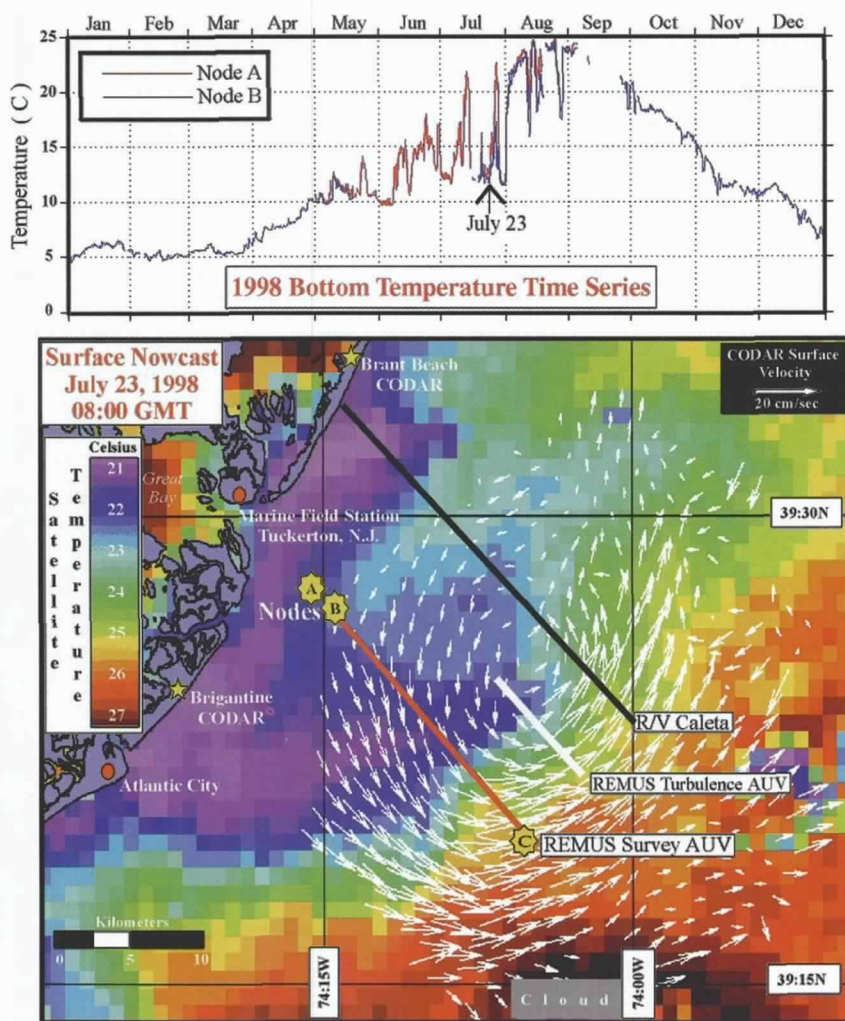 Jan Feb Mar Apr May Jun Jul Aug Sep Oct Nov Dec
Temperature ( C )
25
20
15
10
5
0
Node A
Node B
July 23
1998 Bottom Temperature Time Series
Surface Nowcast
July 23, 1998
08:00 GMT
Brant Beach
CODAR
CODAR Surface
Velocity
20 cm/sec
Celsius
Satellite
Temperature
21
22
23
24
25
26
27
Great
Bay
Marine Field Station
Tuckerton, N.J.
39:30N
A
B
Nodes
Brigantine
CODAR
R/V Caleta
Atlantic City
REMUS Turbulence AUV
C
REMUS Survey AUV
Kilometers
0 5 10
74:15W
74:00W
39:15N
Cloud